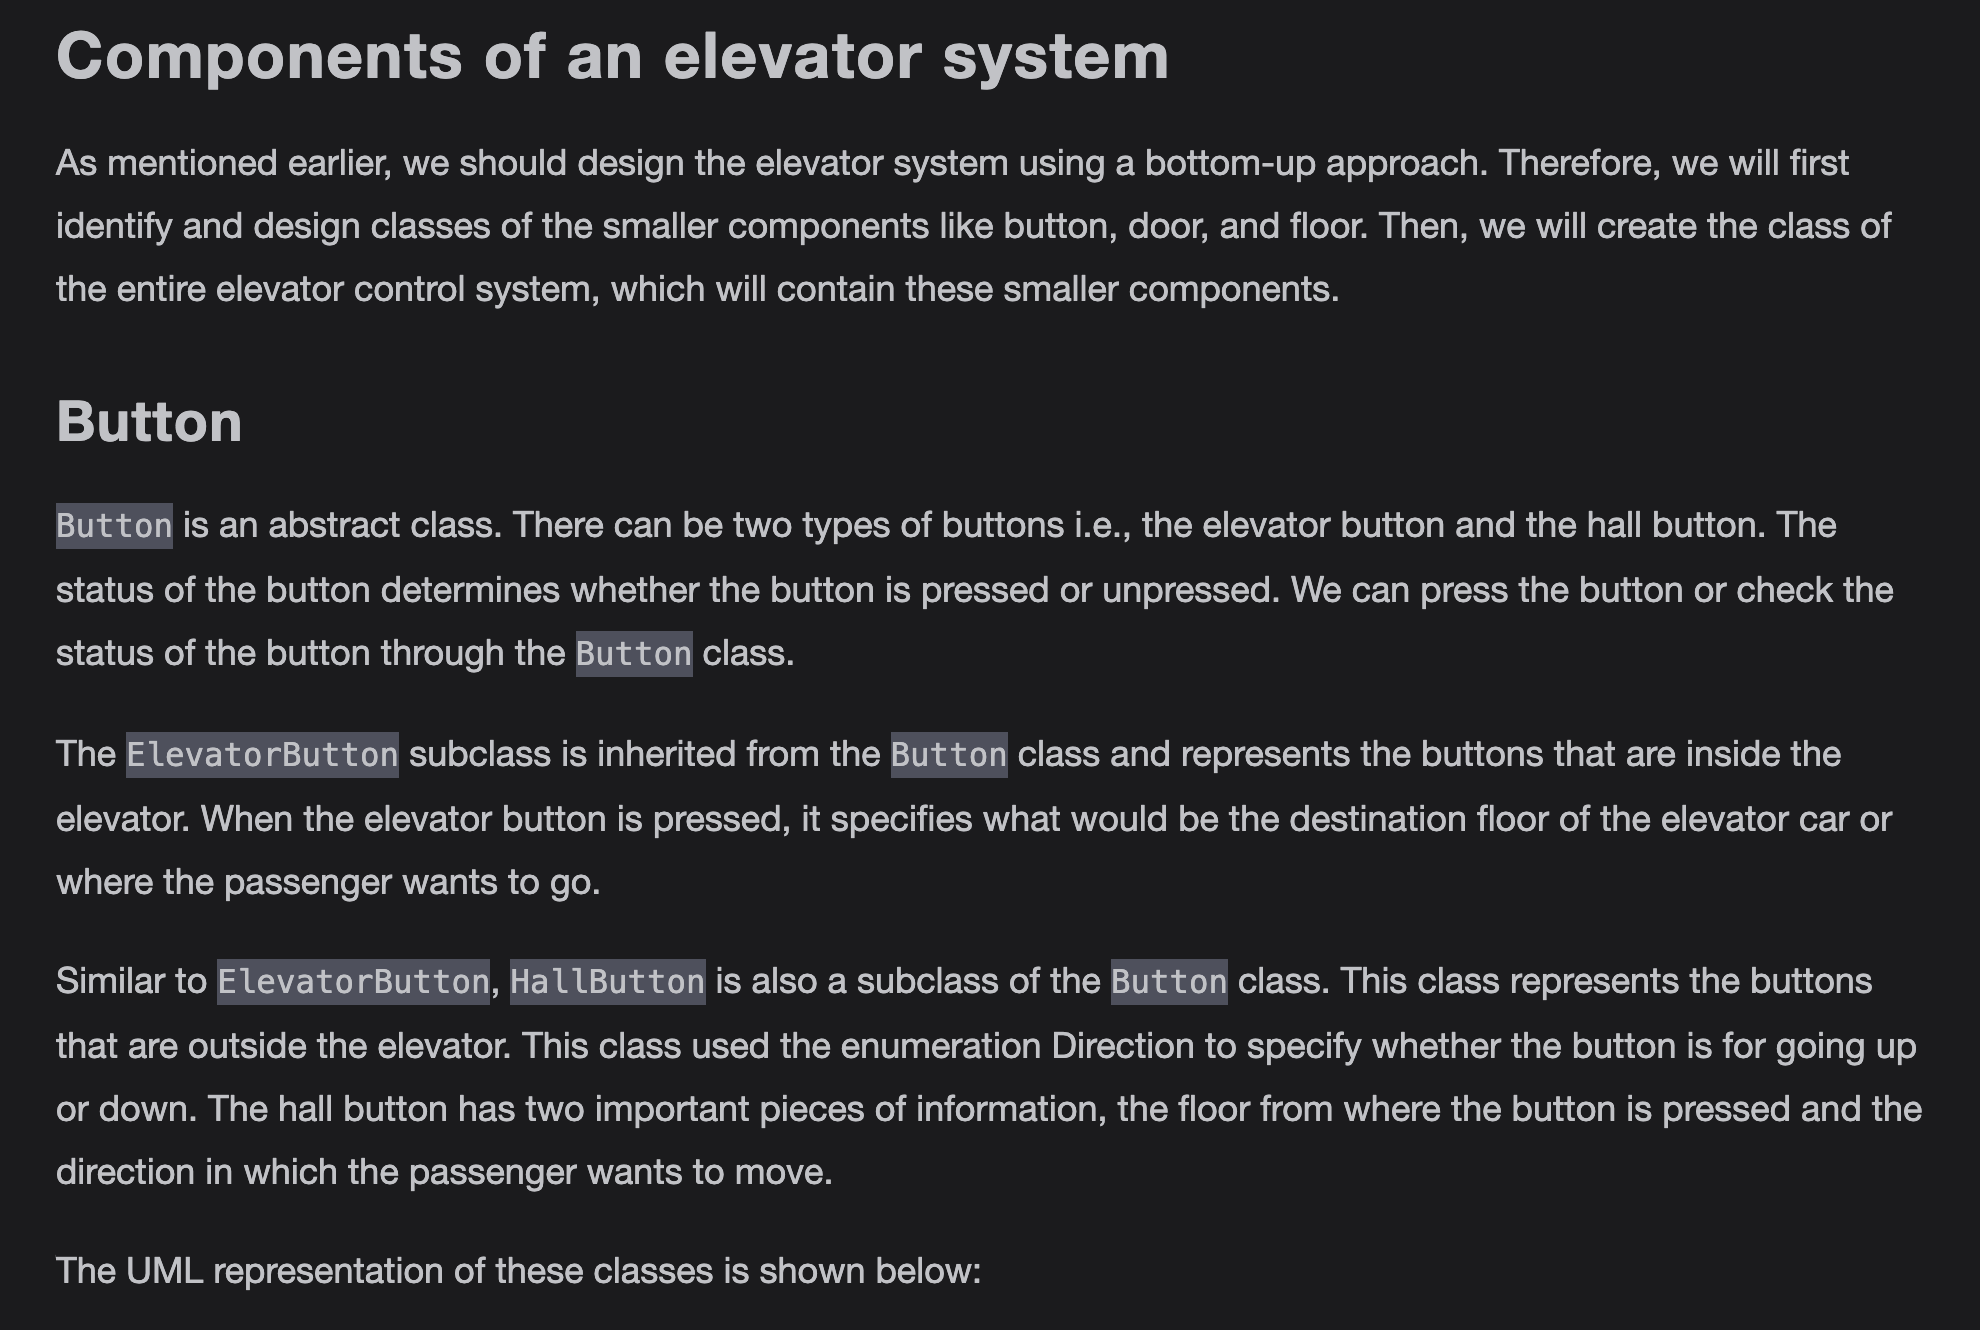 Components of an elevator system
As mentioned earlier, we should design the elevator system using a bottom-up approach. Therefore, we will first
identify and design classes of the smaller components like button, door, and floor. Then, we will create the class of
the entire elevator control system, which will contain these smaller components.
Button
Button is an abstract class. There can be two types of buttons i.e., the elevator button and the hall button. The
status of the button determines whether the button is pressed or unpressed. We can press the button or check the
status of the button through the Button class.
The ElevatorButton subclass is inherited from the Button class and represents the buttons that are inside the
elevator. When the elevator button is pressed, it specifies what would be the destination floor of the elevator car or
where the passenger wants to go.
Similar to ElevatorButton, HallButton is also a subclass of the Button class. This class represents the buttons
that are outside the elevator. This class used the enumeration Direction to specify whether the button is for going up
or down. The hall button has two important pieces of information, the floor from where the button is pressed and the
direction in which the passenger wants to move.
The UML representation of these classes is shown below: